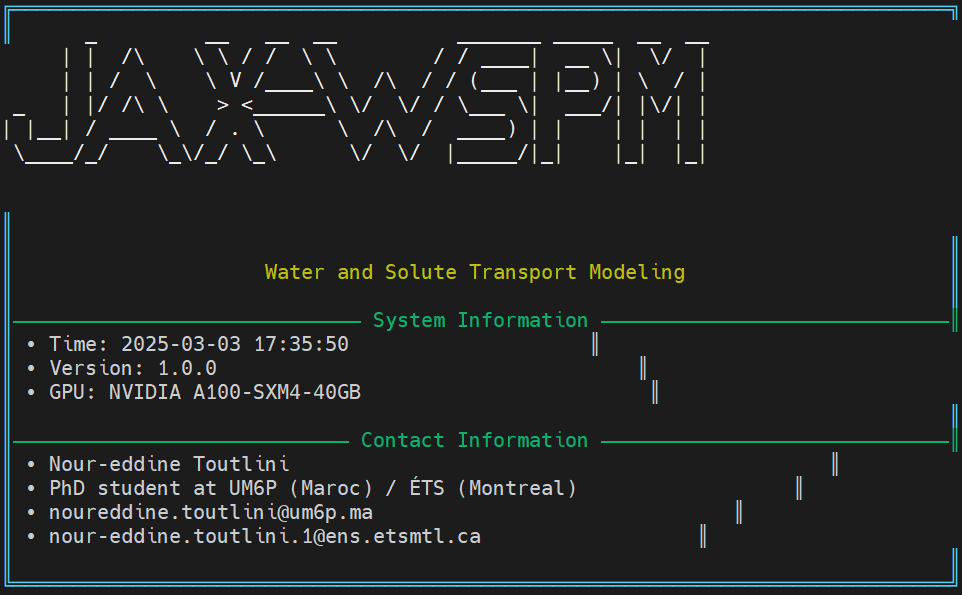 JAX-WSPM
Water and Solute Transport Modeling
System Information
• Time: 2025-03-03 17:35:50
• Version: 1.0.0
• GPU: NVIDIA A100-SXM4-40GB
Contact Information
• Nour-eddine Toutlini
• PhD student at UM6P (Maroc) / ÉTS (Montreal)
• noureddine.toutlini@um6p.ma
• nour-eddine.toutlini.1@ens.etsmtl.ca